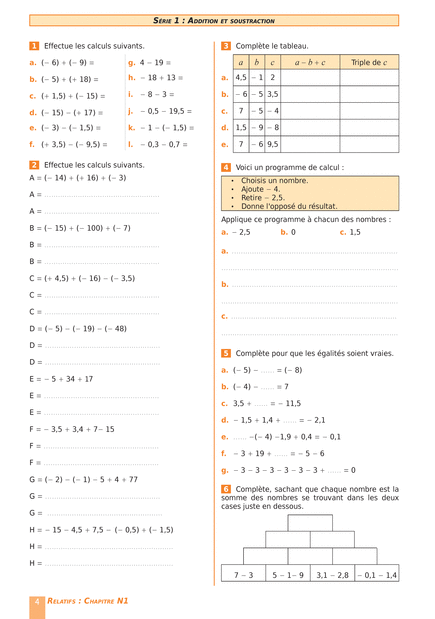 SÉRIE 1 : ADDITION ET SOUSTRACTION
1 Effectue les calculs suivants.
a. (− 6) + (− 9) =
b. (− 5) + (+ 18) =
c. (+ 1,5) + (− 15) =
d. (− 15) − (+ 17) =
e. (− 3) − (− 1,5) =
f. (+ 3,5) − (− 9,5) =
g. 4 − 19 =
h. − 18 + 13 =
i. − 8 − 3 =
j. − 0,5 − 19,5 =
k. − 1 − (− 1,5) =
l. − 0,3 − 0,7 =
2 Effectue les calculs suivants.
A = (− 14) + (+ 16) + (− 3)
A = ............................................
A = ............................................
B = (− 15) + (− 100) + (− 7)
B = ............................................
B = ............................................
C = (+ 4,5) + (− 16) − (− 3,5)
C = ............................................
C = ............................................
D = (− 5) − (− 19) − (− 48)
D = ............................................
D = ............................................
E = − 5 + 34 + 17
E = ............................................
E = ............................................
F = − 3,5 + 3,4 + 7− 15
F = ............................................
F = ............................................
G = (− 2) − (− 1) − 5 + 4 + 77
G = ............................................
G = ............................................
H = − 15 − 4,5 + 7,5 − (− 0,5) + (− 1,5)
H = ............................................
H = ............................................
3 Complète le tableau.
a b c a − b + c Triple de c
a. 4,5 − 1 2
b. − 6 − 5 3,5
c. 7 − 5 − 4
d. 1,5 − 9 − 8
e. 7 − 6 9,5
4 Voici un programme de calcul :
• Choisis un nombre.
• Ajoute − 4.
• Retire − 2,5.
• Donne l'opposé du résultat.
Applique ce programme à chacun des nombres :
a. − 2,5 b. 0 c. 1,5
a. ............................................
............................................
b. ............................................
............................................
c. ............................................
............................................
5 Complète pour que les égalités soient vraies.
a. (− 5) − ...... = (− 8)
b. (− 4) − ...... = 7
c. 3,5 + ...... = − 11,5
d. − 1,5 + 1,4 + ...... = − 2,1
e. ...... −(− 4) −1,9 + 0,4 = − 0,1
f. − 3 + 19 + ...... = − 5 − 6
g. − 3 − 3 − 3 − 3 − 3 − 3 + ...... = 0
6 Complète, sachant que chaque nombre est la
somme des nombres se trouvant dans les deux
cases juste en dessous.
7 − 3 5 − 1− 9 3,1 − 2,8 − 0,1 − 1,4
4 RELATIFS : CHAPITRE N1